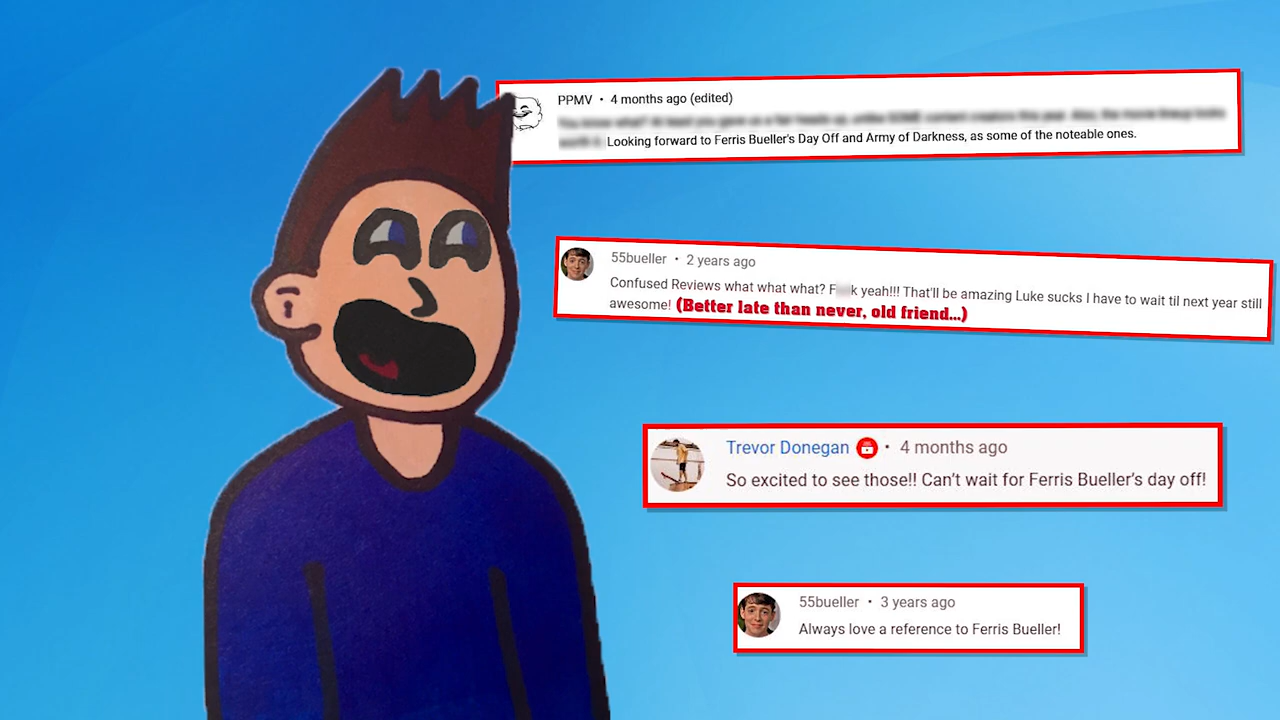 PPMV • 4 months ago (edited)
Looking forward to Ferris Bueller's Day Off and Army of Darkness, as some of the noteable ones.
55bueller • 2 years ago
Confused Reviews what what what? F k yeah!!! That'll be amazing Luke sucks I have to wait til next year still
awesome! (Better late than never, old friend...)
Trevor Donegan • 4 months ago
So excited to see those!! Can't wait for Ferris Bueller's day off!
55bueller • 3 years ago
Always love a reference to Ferris Bueller!